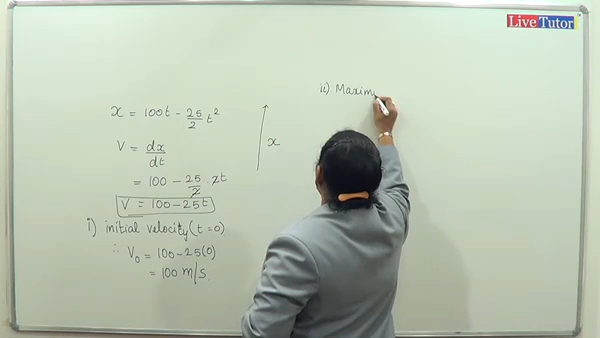 Live Tutor
x = 100t - 25/2 t²
V = dx/dt
= 100 - 25/2 . 2t
V = 100 - 25t
i) initial velocity (t = 0)
∴ V₀ = 100 - 25(0)
= 100 m/s.
x
ii) Maxim